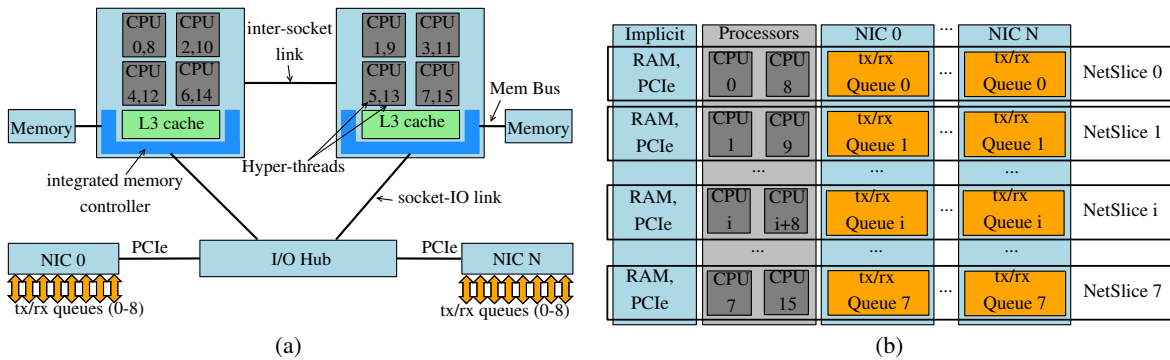 CPU
0,8
CPU
2,10
CPU
4,12
CPU
6,14
L3 cache
Memory
integrated memory
controller
inter-socket
link
CPU
1,9
CPU
3,11
CPU
5,13
CPU
7,15
L3 cache
Mem Bus
Memory
Hyper-threads
socket-IO link
NIC 0
PCIe
I/O Hub
PCIe
NIC N
tx/rx queues (0-8)
tx/rx queues (0-8)
(a)
Implicit
Processors
NIC 0
...
NIC N
RAM,
PCIe
CPU
0
CPU
8
tx/rx
Queue 0
...
tx/rx
Queue 0
NetSlice 0
RAM,
PCIe
CPU
1
CPU
9
tx/rx
Queue 1
...
tx/rx
Queue 1
NetSlice 1
...
...
...
RAM,
PCIe
CPU
i
CPU
i+8
tx/rx
Queue i
...
tx/rx
Queue i
NetSlice i
...
...
...
RAM,
PCIe
CPU
7
CPU
15
tx/rx
Queue 7
...
tx/rx
Queue 7
NetSlice 7
(b)